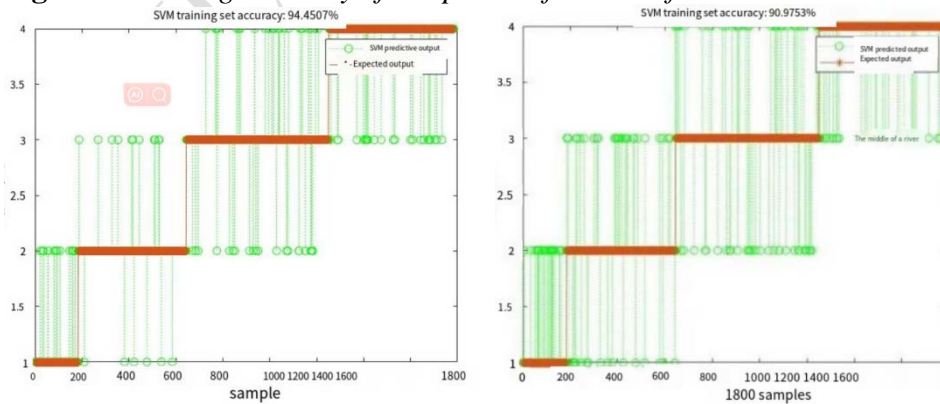 SVM training set accuracy: 94.4507%
4
3.5
3
2.5
2
1.5
1
SVM predictive output
Expected output
0 200 400 600 800 1000 1200 1400 1600 1800
sample
SVM training set accuracy: 90.9753%
4
3.5
3
2.5
2
1.5
1
SVM predicted output
Expected output
The middle of a river
0 200 400 600 800 1000 1200 1400 1600
1800 samples